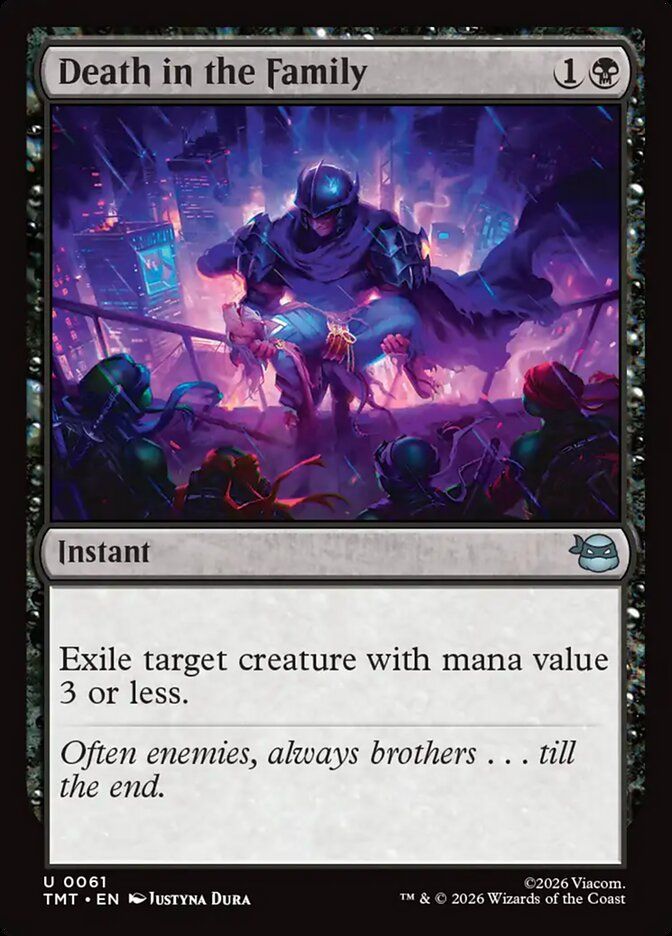 Death in the Family
1
Instant
Exile target creature with mana value
3 or less.
Often enemies, always brothers . . . till
the end.
U 0061
TMT • EN Justyna Dura
©2026 Viacom.
™ & © 2026 Wizards of the Coast